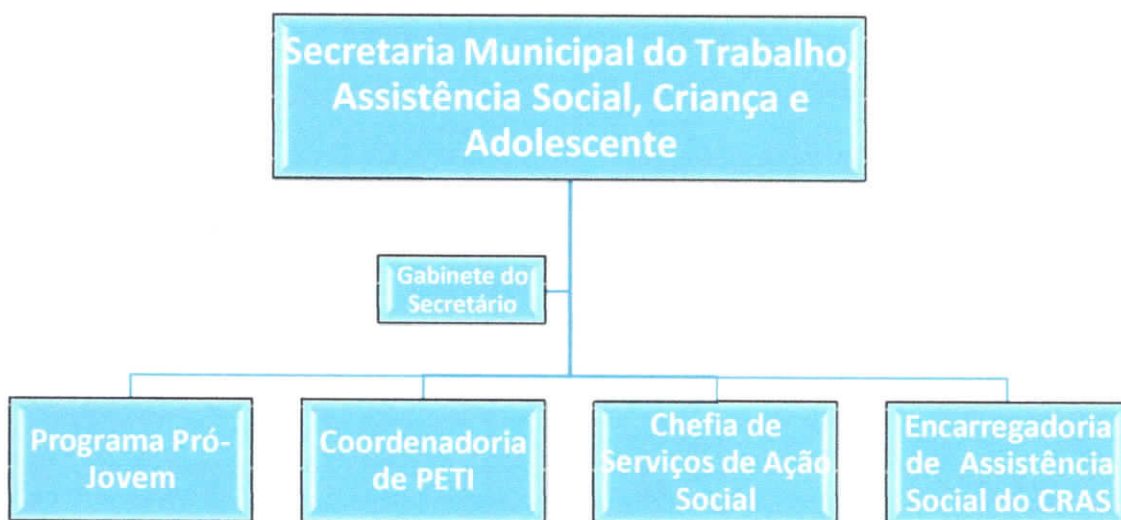 Secretaria Municipal do Trabalho,
Assistência Social, Criança e
Adolescente
Gabinete do
Secretário
Programa Pró-
Jovem
Coordenadoria
de PETI
Chefia de
Serviços de Ação
Social
Encarregadoria
de Assistência
Social do CRAS